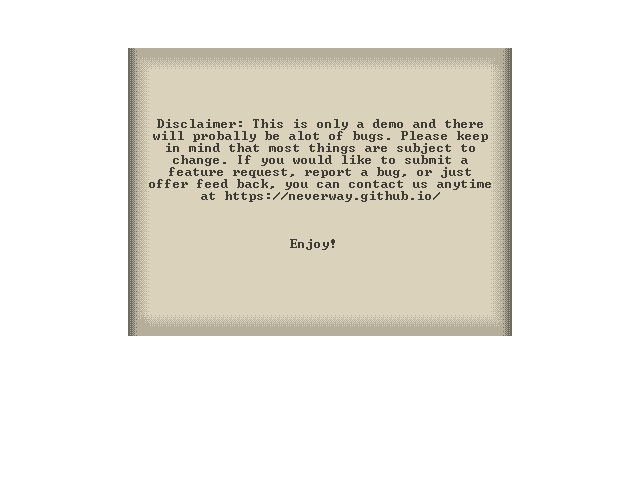 Disclaimer: This is only a demo and there
will probally be alot of bugs. Please keep
in mind that most things are subject to
change. If you would like to submit a
feature request, report a bug, or just
offer feed back, you can contact us anytime
at https://neverway.github.io/
Enjoy!